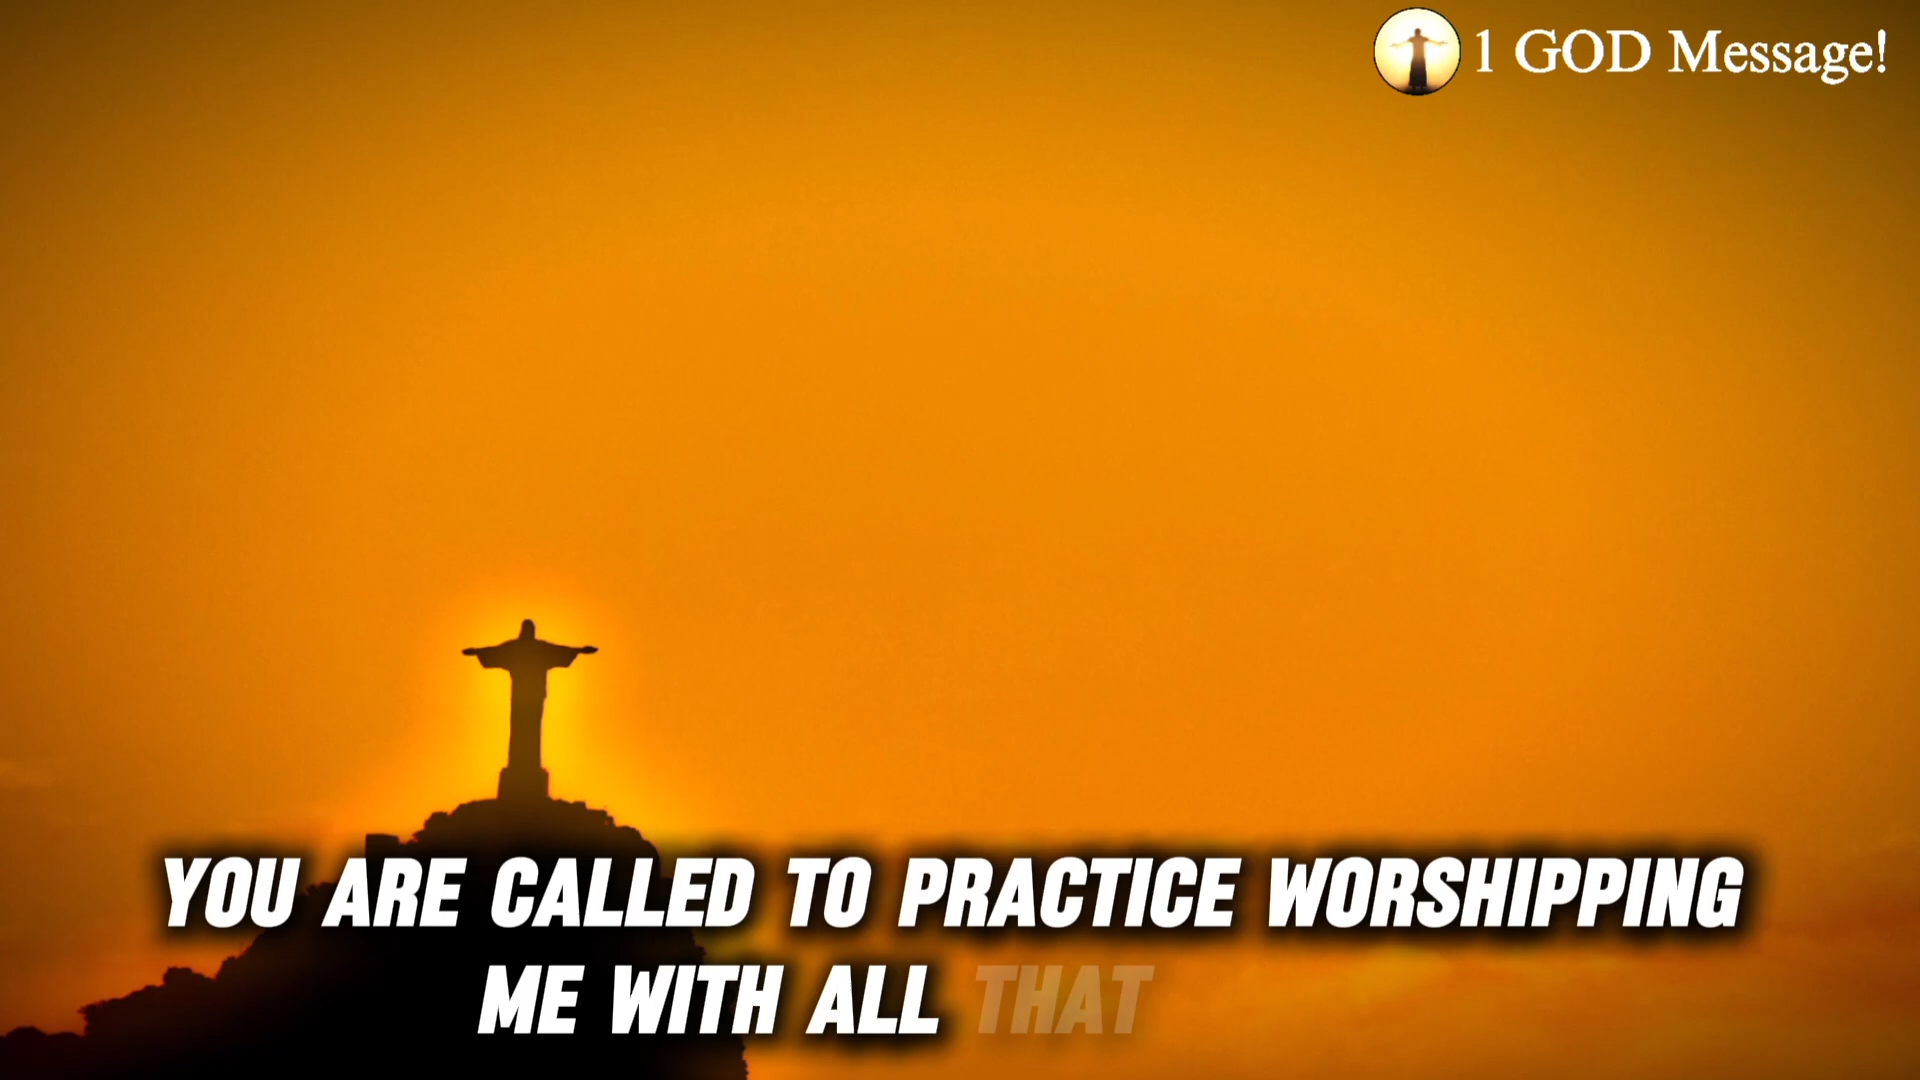 1 GOD Message!
YOU ARE CALLED TO PRACTICE WORSHIPPING
ME WITH ALL THAT